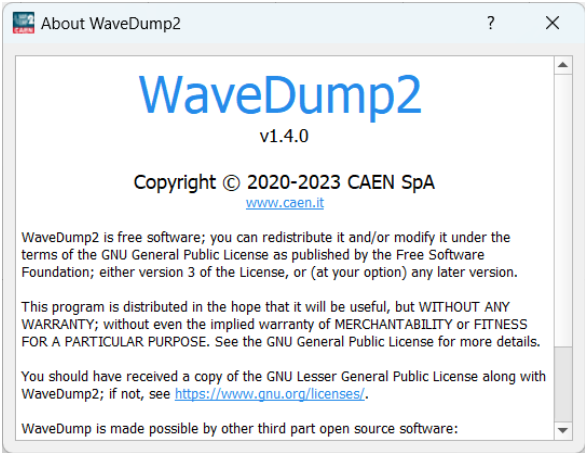 About WaveDump2
WaveDump2
v1.4.0
Copyright © 2020-2023 CAEN SpA
www.caen.it
WaveDump2 is free software; you can redistribute it and/or modify it under the
terms of the GNU General Public License as published by the Free Software
Foundation; either version 3 of the License, or (at your option) any later version.
This program is distributed in the hope that it will be useful, but WITHOUT ANY
WARRANTY; without even the implied warranty of MERCHANTABILITY or FITNESS
FOR A PARTICULAR PURPOSE. See the GNU General Public License for more details.
You should have received a copy of the GNU Lesser General Public License along with
WaveDump2; if not, see https://www.gnu.org/licenses/.
WaveDump is made possible by other third part open source software: